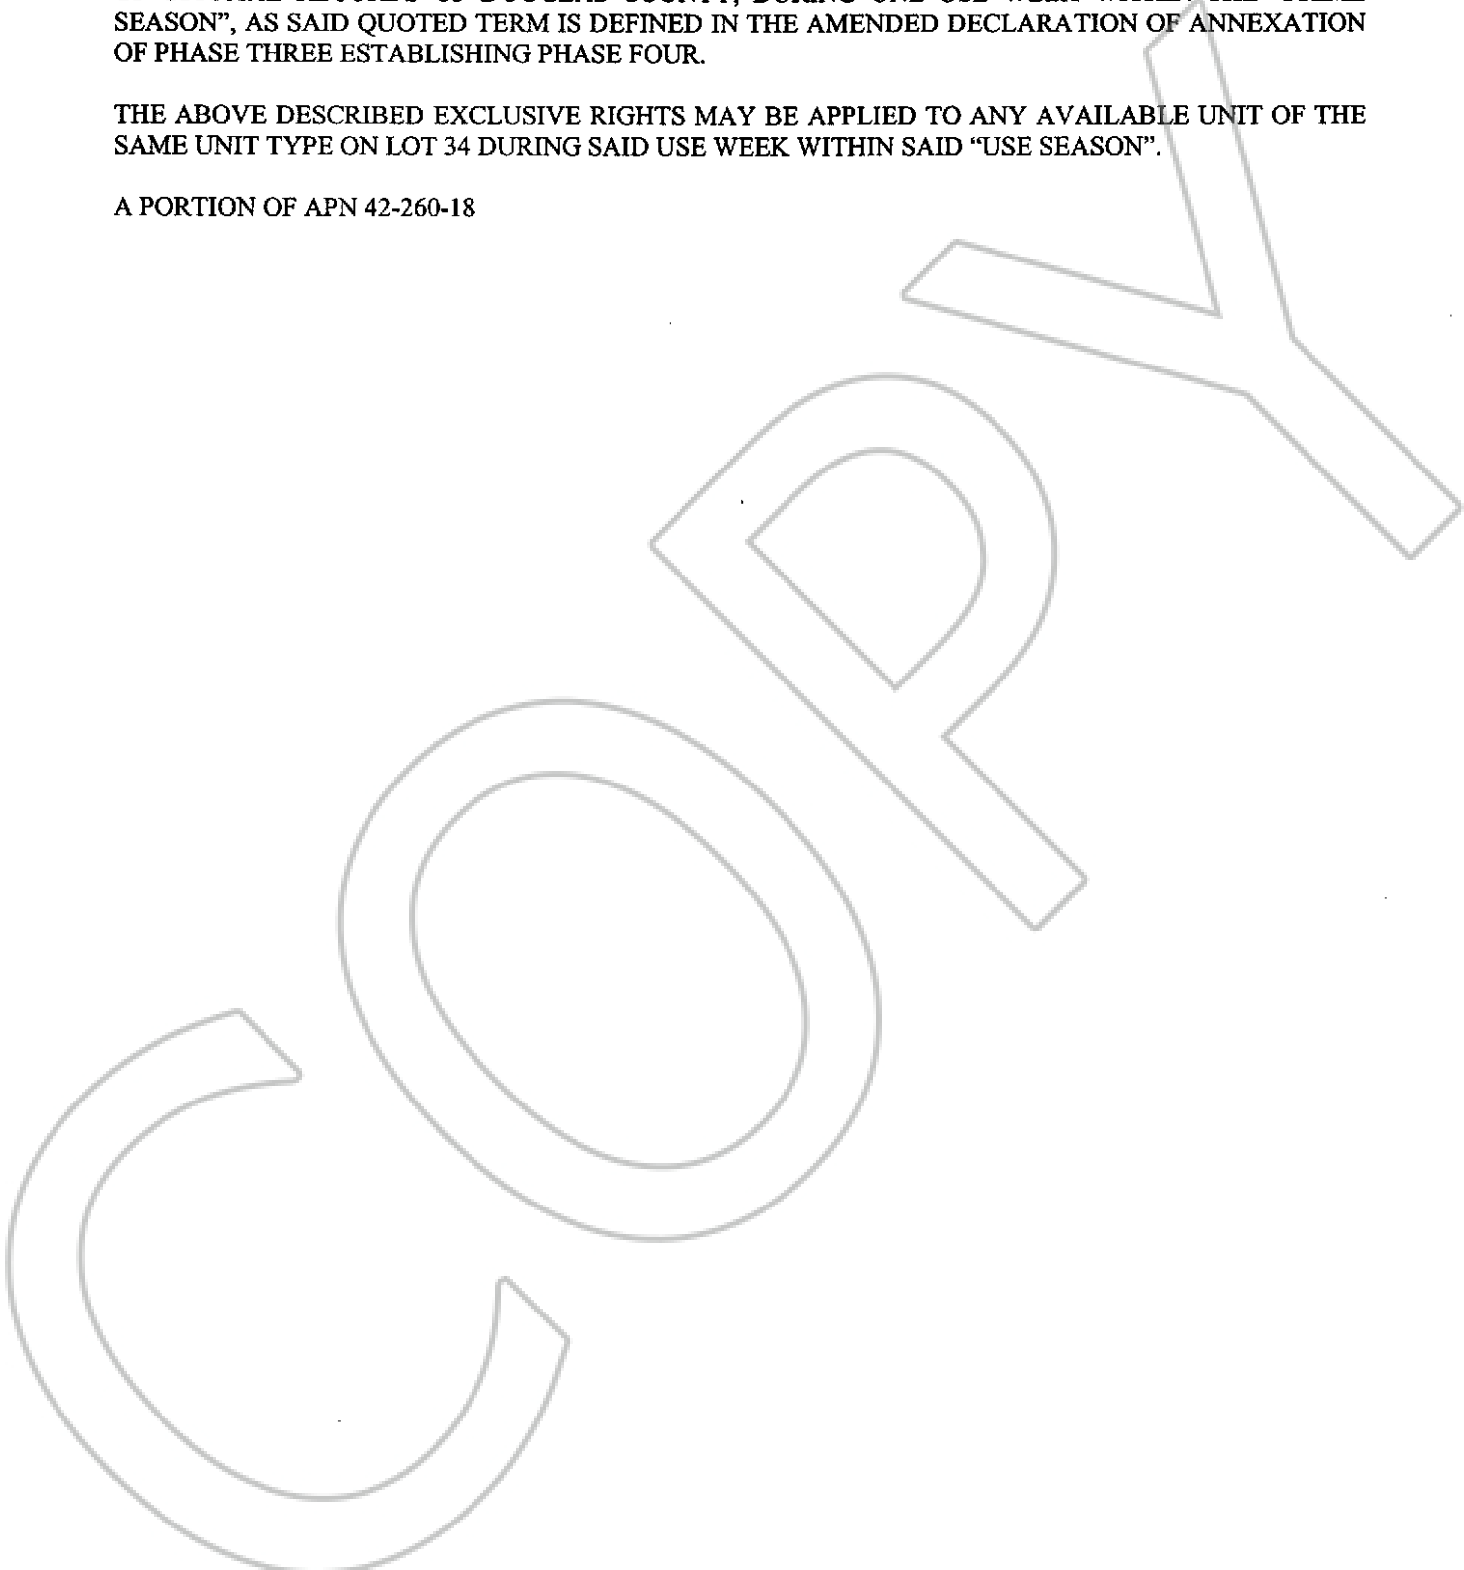 SEASON”, AS SAID QUOTED TERM IS DEFINED IN THE AMENDED DECLARATION OF ANNEXATION
OF PHASE THREE ESTABLISHING PHASE FOUR.
THE ABOVE DESCRIBED EXCLUSIVE RIGHTS MAY BE APPLIED TO ANY AVAILABLE UNIT OF THE
SAME UNIT TYPE ON LOT 34 DURING SAID USE WEEK WITHIN SAID “USE SEASON”.
A PORTION OF APN 42-260-18
COPY